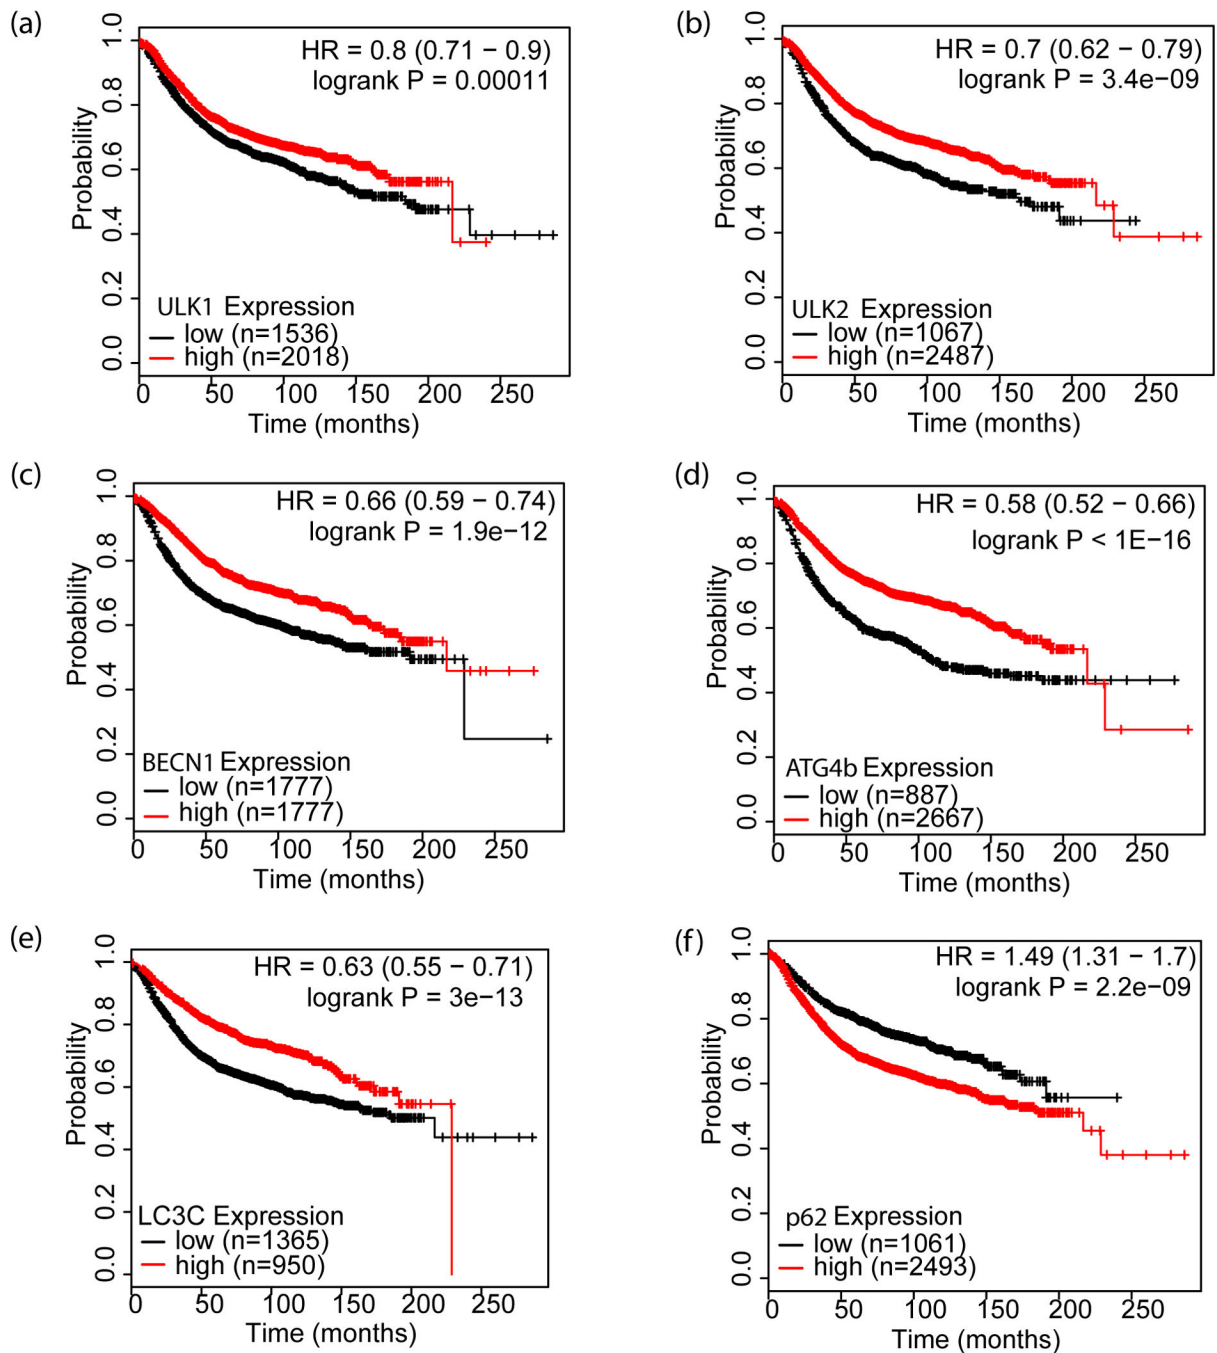 (a)
HR = 0.8 (0.71 − 0.9)
logrank P = 0.00011
Probability
1.0
0.8
0.6
0.4
0.2
0.0
ULK1 Expression
low (n=1536)
high (n=2018)
0 50 100 150 200 250
Time (months)
(b)
HR = 0.7 (0.62 − 0.79)
logrank P = 3.4e−09
Probability
1.0
0.8
0.6
0.4
0.2
0.0
ULK2 Expression
low (n=1067)
high (n=2487)
0 50 100 150 200 250
Time (months)
(c)
HR = 0.66 (0.59 − 0.74)
logrank P = 1.9e−12
Probability
1.0
0.8
0.6
0.4
0.2
0.0
BECN1 Expression
low (n=1777)
high (n=1777)
0 50 100 150 200 250
Time (months)
(d)
HR = 0.58 (0.52 − 0.66)
logrank P < 1E−16
Probability
1.0
0.8
0.6
0.4
0.2
0.0
ATG4b Expression
low (n=887)
high (n=2667)
0 50 100 150 200 250
Time (months)
(e)
HR = 0.63 (0.55 − 0.71)
logrank P = 3e−13
Probability
1.0
0.8
0.6
0.4
0.2
0.0
LC3C Expression
low (n=1365)
high (n=950)
0 50 100 150 200 250
Time (months)
(f)
HR = 1.49 (1.31 − 1.7)
logrank P = 2.2e−09
Probability
1.0
0.8
0.6
0.4
0.2
0.0
p62 Expression
low (n=1061)
high (n=2493)
0 50 100 150 200 250
Time (months)